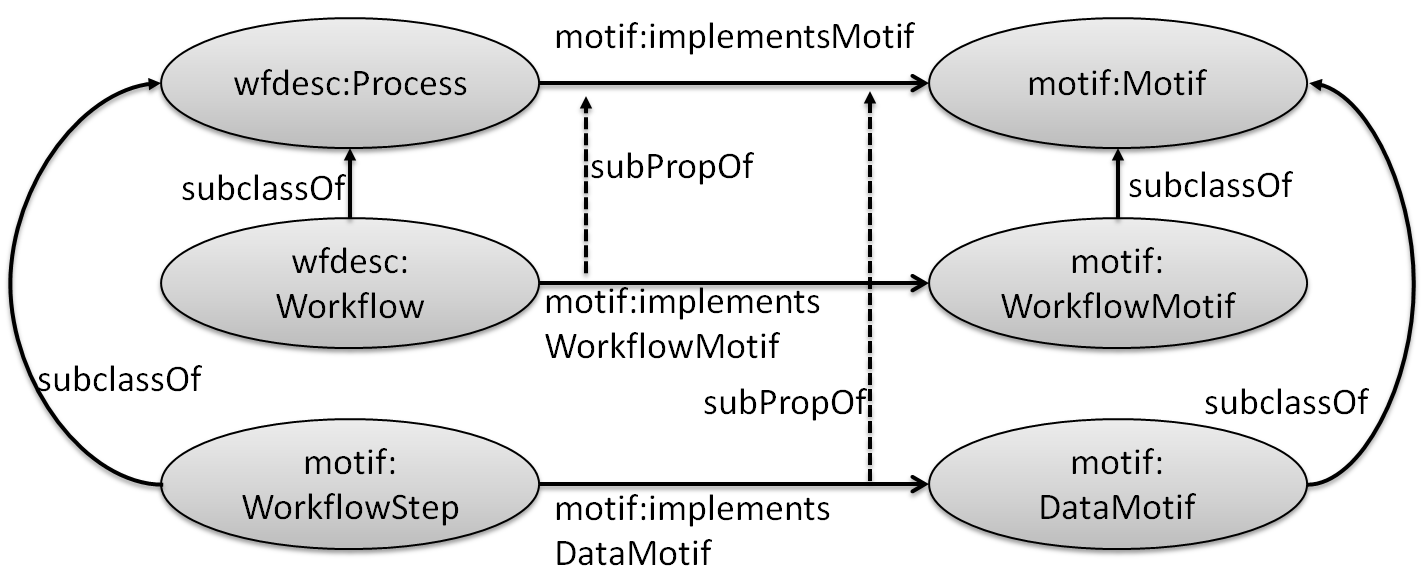 motif:implementsMotif
wfdesc:Process
motif:Motif
subPropOf
subclassOf
subclassOf
wfdesc:
Workflow
motif:
WorkflowMotif
motif:implements
WorkflowMotif
subclassOf
subPropOf
subclassOf
motif:
WorkflowStep
motif:
DataMotif
motif:implements
DataMotif